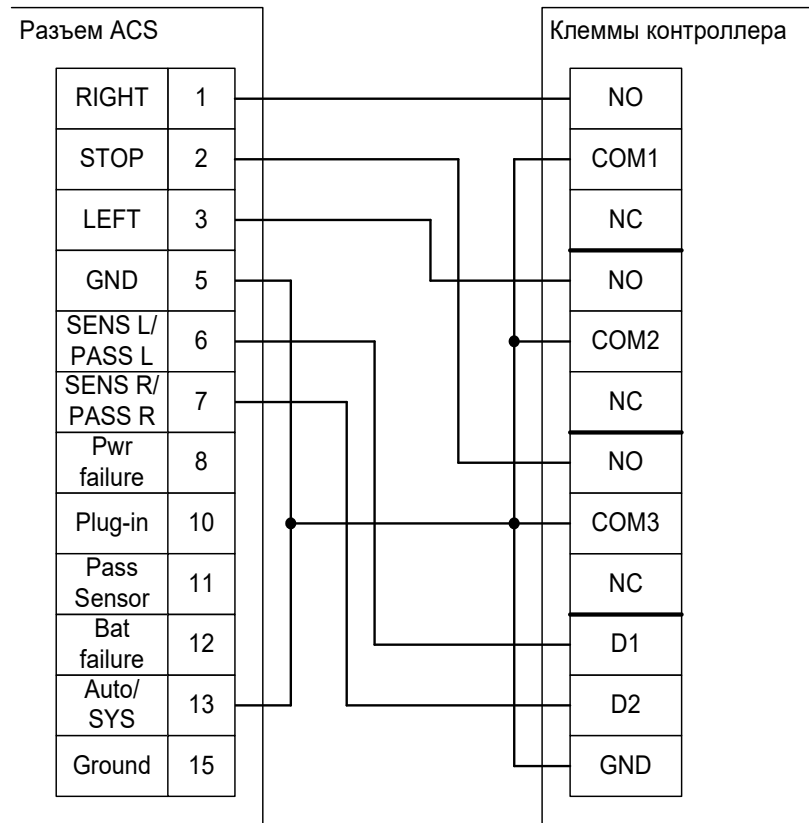 Разъем ACS
RIGHT 1
STOP 2
LEFT 3
GND 5
SENS L/
PASS L
6
SENS R/
PASS R
7
Pwr
failure
8
Plug-in 10
Pass
Sensor
11
Bat
failure
12
Auto/
SYS
13
Ground 15
Клеммы контроллера
NO
COM1
NC
NO
COM2
NC
NO
COM3
NC
D1
D2
GND